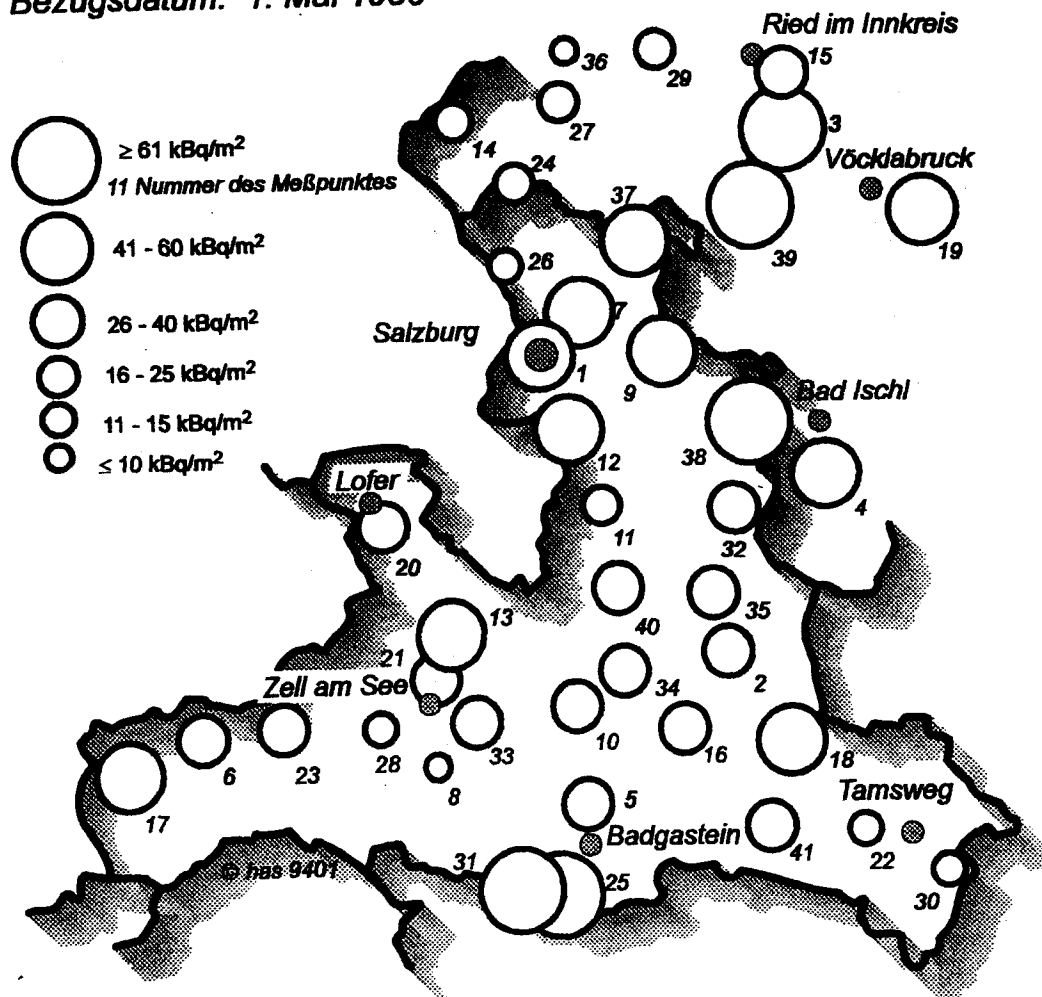 Bezugsdatum: 1. Mai 1986
≥ 61 kBq/m²
11 Nummer des Meßpunktes
41 - 60 kBq/m²
26 - 40 kBq/m²
16 - 25 kBq/m²
11 - 15 kBq/m²
≤ 10 kBq/m²
Ried im Innkreis
36
29
15
27
3
14
24
Vöcklabruck
37
39
19
26
7
Salzburg
1
9
Bad Ischl
12
38
4
Lofer
11
32
20
13
40
35
21
Zell am See
34
2
10
16
33
28
6
23
8
18
17
5
Tamsweg
Badgastein
41
22
31
25
30
© has 9401